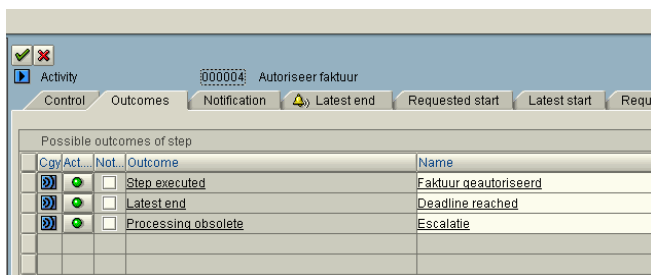 Activity 000004 Autoriseer faktuur
Control Outcomes Notification Latest end Requested start Latest start Requ
Possible outcomes of step
Cgy Act.... Not... Outcome Name
Step executed Faktuur geautoriseerd
Latest end Deadline reached
Processing obsolete Escalatie